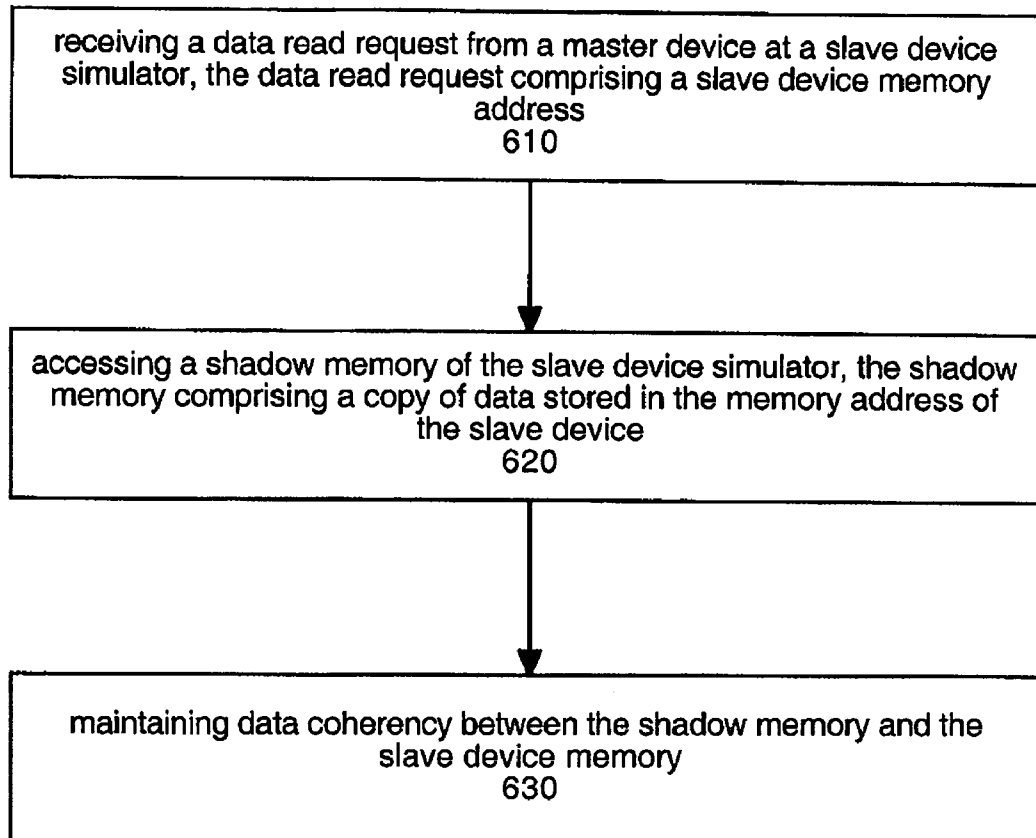 receiving a data read request from a master device at a slave device
simulator, the data read request comprising a slave device memory
address
610
accessing a shadow memory of the slave device simulator, the shadow
memory comprising a copy of data stored in the memory address of
the slave device
620
maintaining data coherency between the shadow memory and the
slave device memory
630